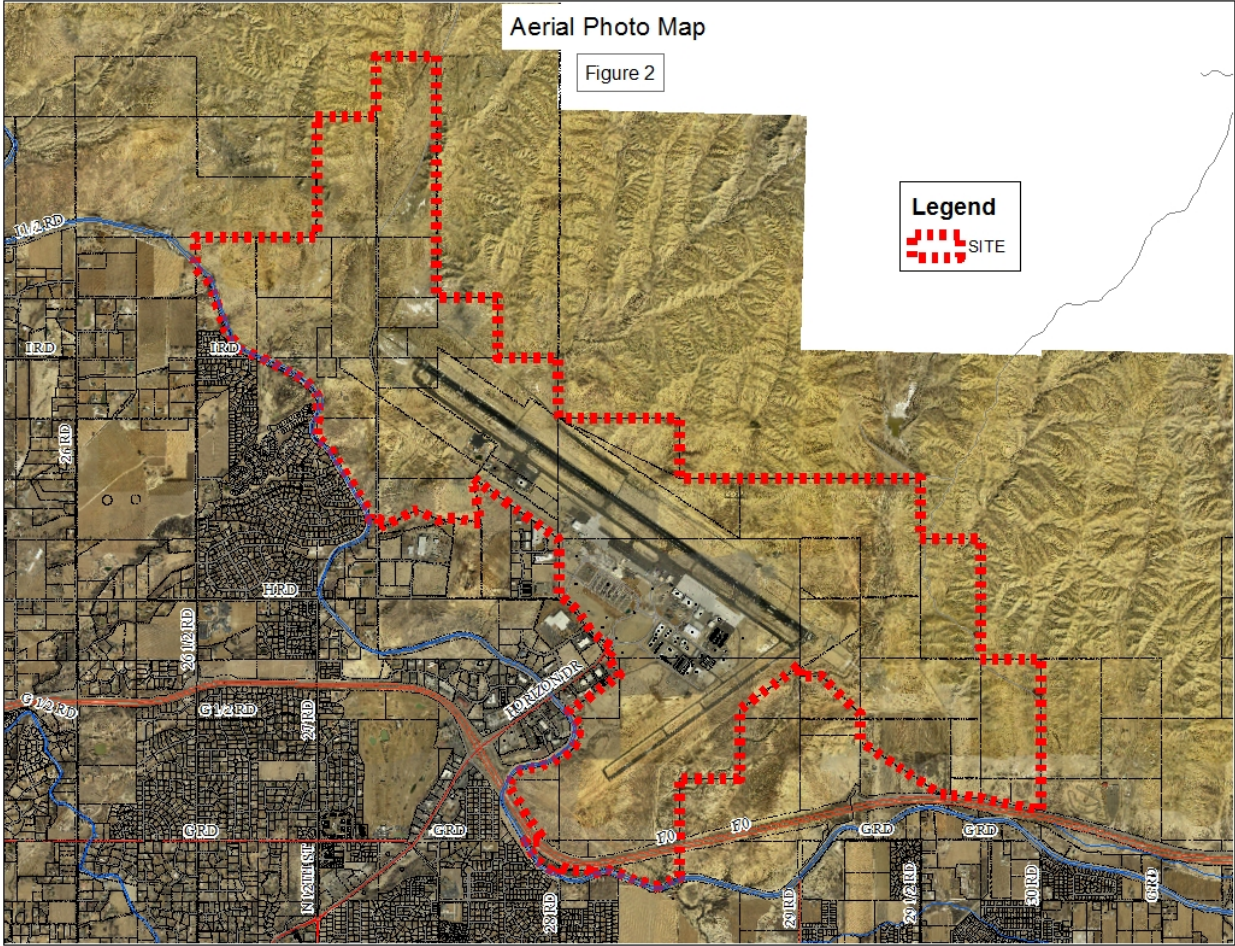 Aerial Photo Map
Figure 2
Legend
SITE
I 1/2 RD
I RD
I RD
26 RD
H RD
26 1/2 RD
HORIZON DR
G 1/2 RD
G 1/2 RD
27 RD
G RD
G RD
N 12TH ST
F0
F0
G RD
G RD
28 RD
29 RD
29 1/2 RD
30 RD